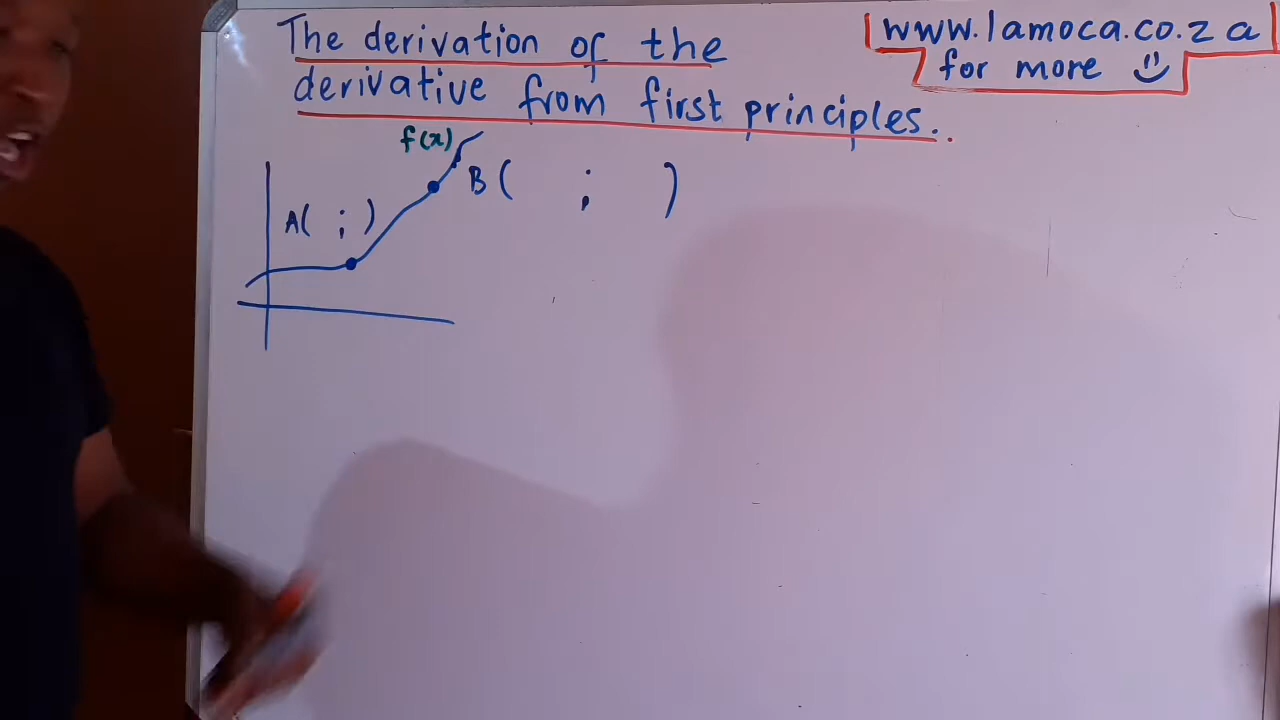 The derivation of the
derivative from first principles..
www.lamoca.co.za
for more
f(x)
A( ; )
B( ; )